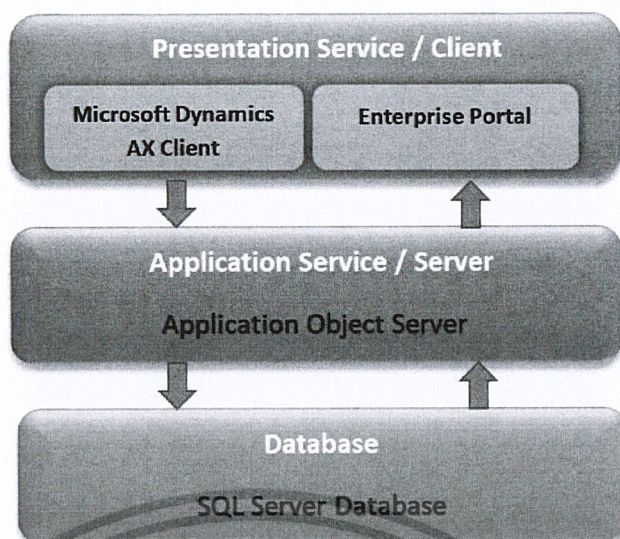 Presentation Service / Client
Microsoft Dynamics
AX Client
Enterprise Portal
Application Service / Server
Application Object Server
Database
SQL Server Database